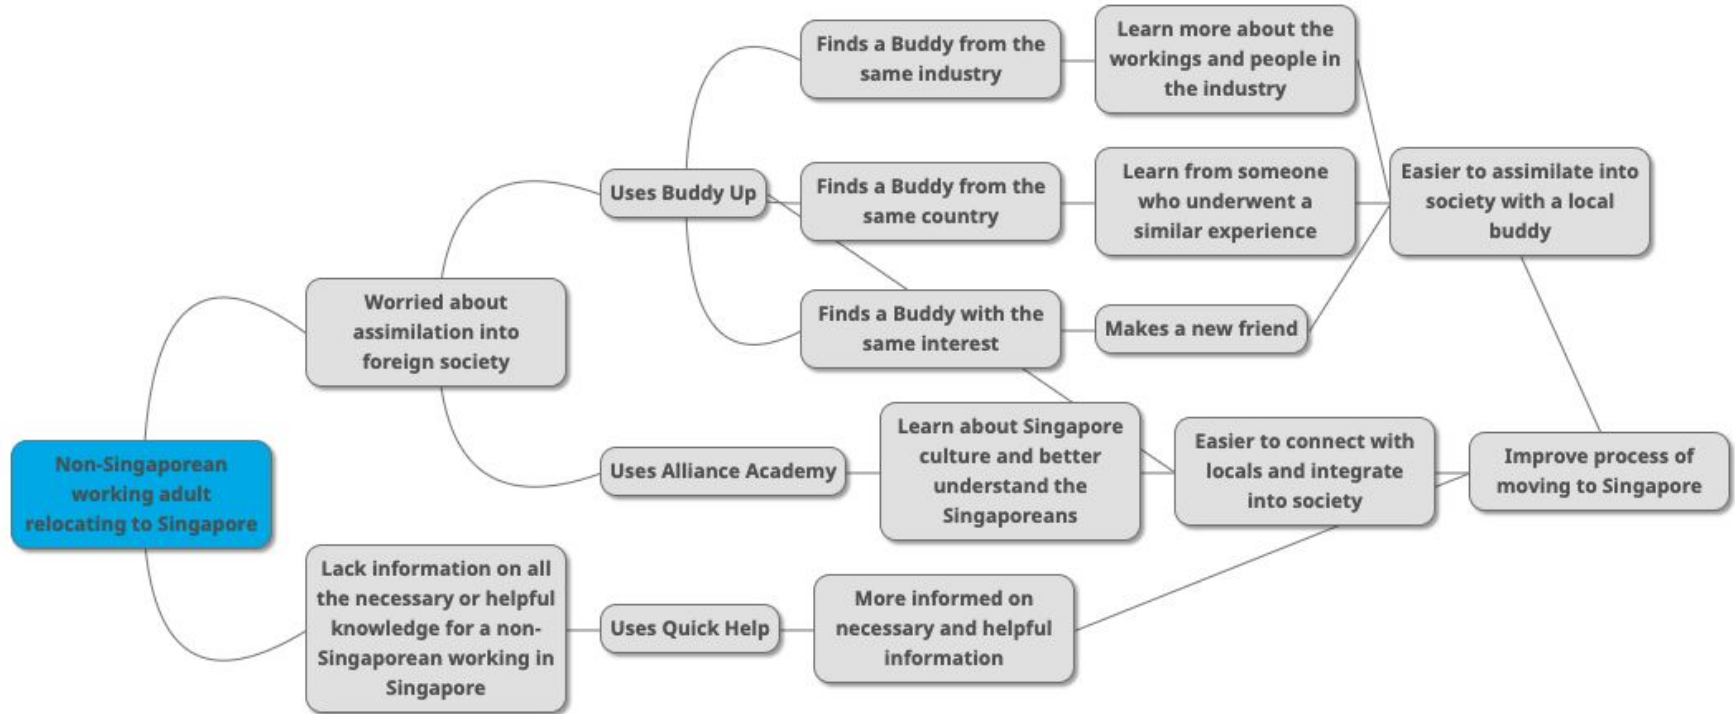 Finds a Buddy from the
same industry
Learn more about the
workings and people in
the industry
Uses Buddy Up
Finds a Buddy from the
same country
Learn from someone
who underwent a
similar experience
Easier to assimilate into
society with a local
buddy
Worried about
assimilation into
foreign society
Finds a Buddy with the
same interest
Makes a new friend
Non-Singaporean
working adult
relocating to Singapore
Uses Alliance Academy
Learn about Singapore
culture and better
understand the
Singaporeans
Easier to connect with
locals and integrate
into society
Improve process of
moving to Singapore
Lack information on all
the necessary or helpful
knowledge for a non-
Singaporean working in
Singapore
Uses Quick Help
More informed on
necessary and helpful
information